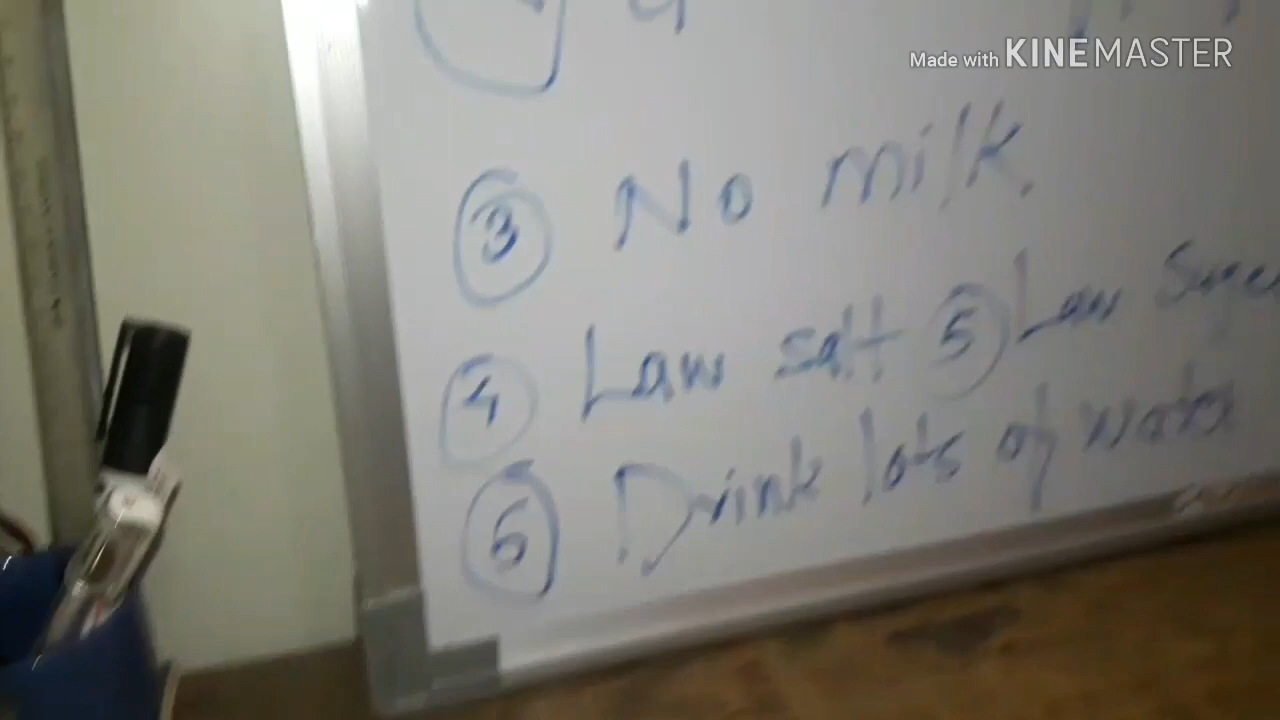 Made with KINEMASTER
③ No milk.
④ Law salt ⑤ Law
⑥ Drink lots of water